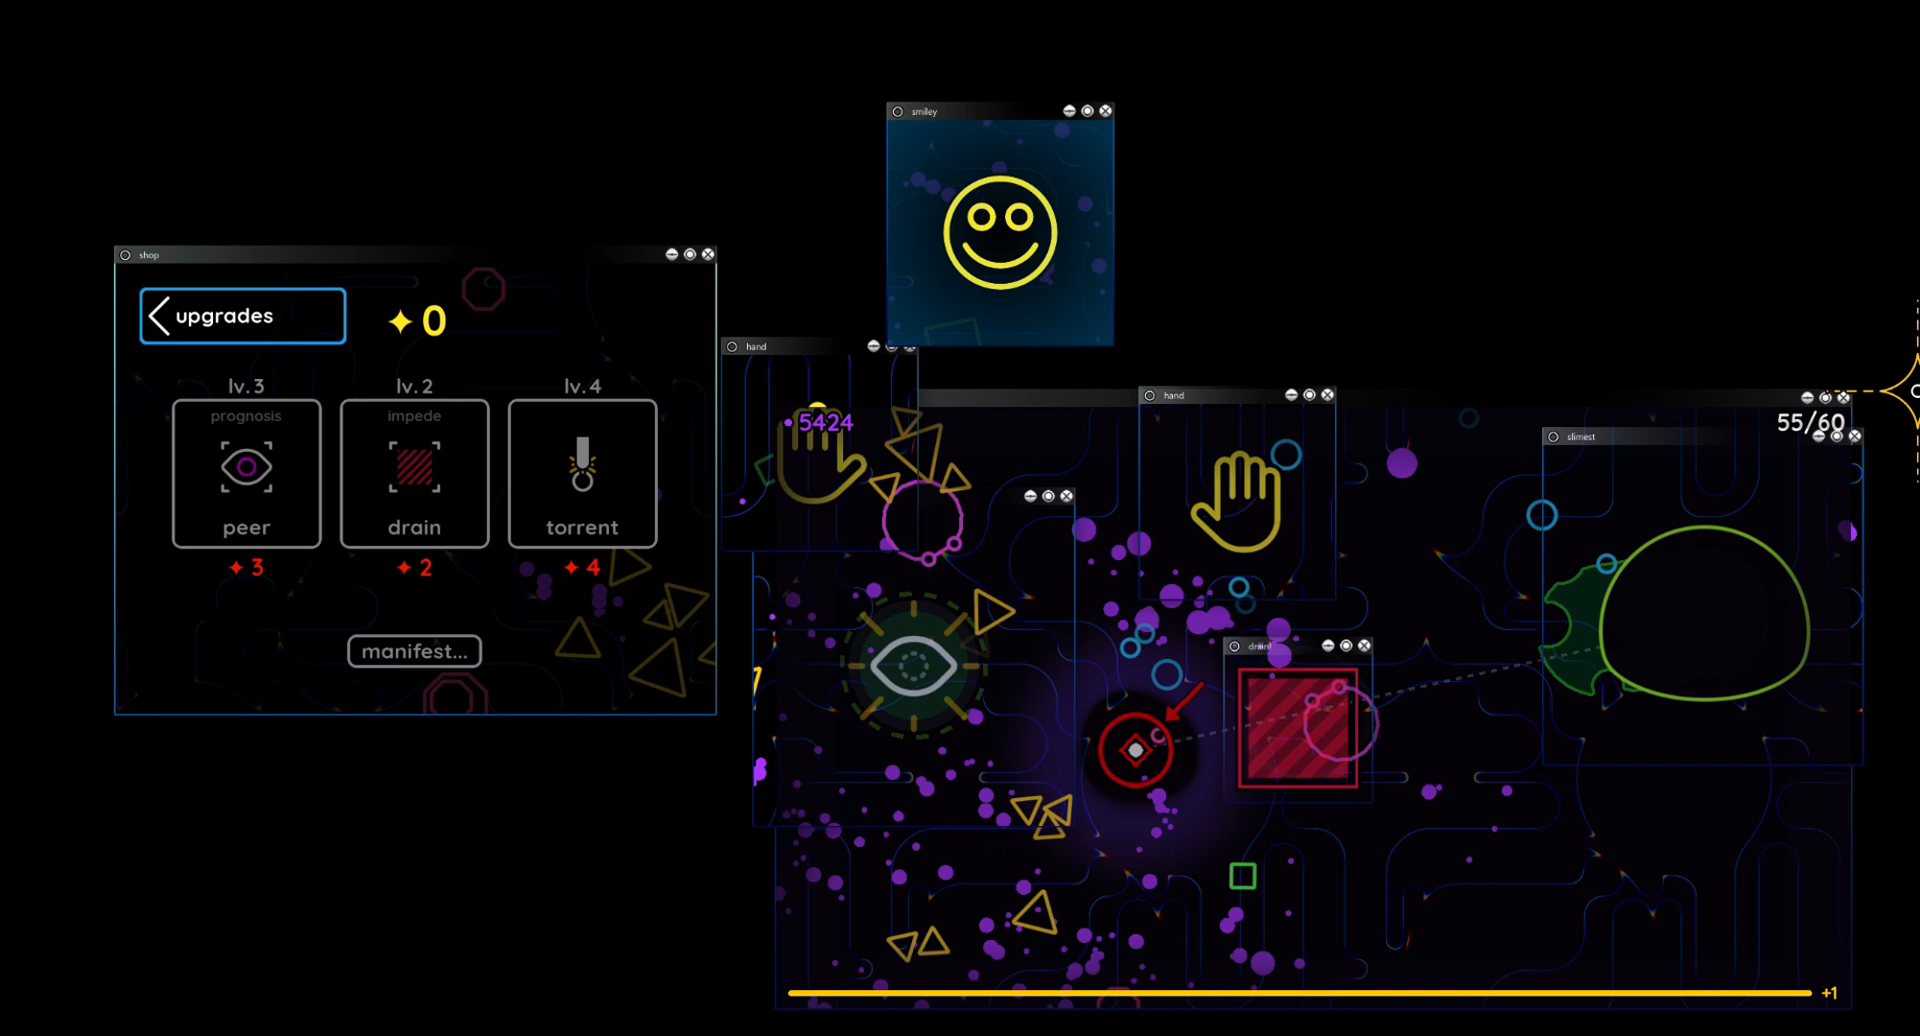 smiley
shop
upgrades
0
lv.3
lv.2
lv.4
prognosis
impede
peer
drain
torrent
3
2
4
manifest...
hand
5424
hand
55/60
slimest
drain
+1